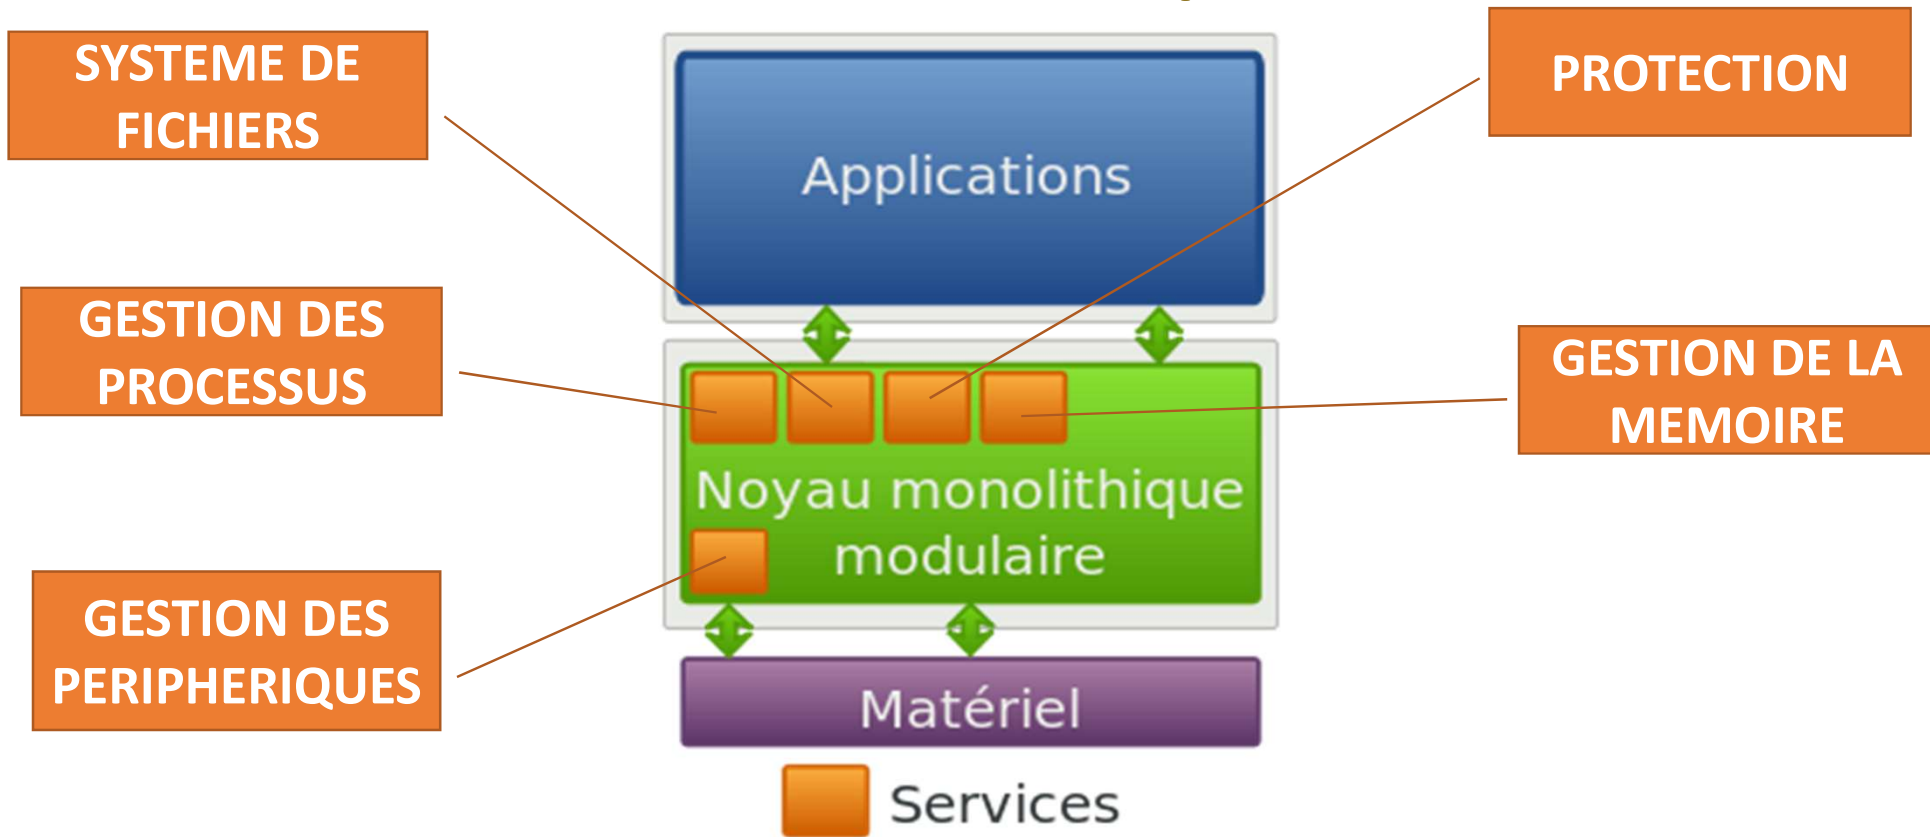 SYSTEME DE
FICHIERS
PROTECTION
Applications
GESTION DES
PROCESSUS
GESTION DE LA
MEMOIRE
Noyau monolithique
modulaire
GESTION DES
PERIPHERIQUES
Matériel
Services